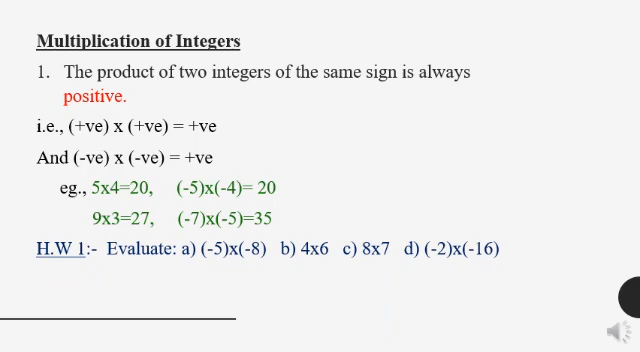 Multiplication of Integers
1. The product of two integers of the same sign is always
positive.
i.e., (+ve) x (+ve) = +ve
And (-ve) x (-ve) = +ve
eg., 5x4=20, (-5)x(-4)= 20
9x3=27, (-7)x(-5)=35
H.W 1:- Evaluate: a) (-5)x(-8) b) 4x6 c) 8x7 d) (-2)x(-16)